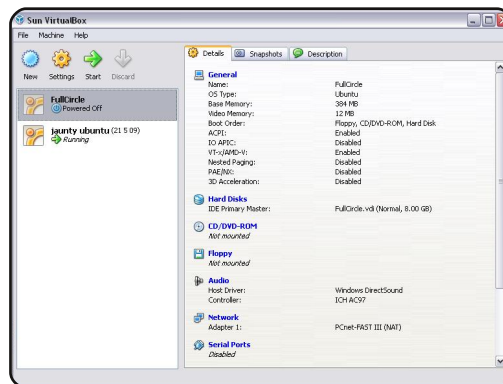 Sun VirtualBox
File Machine Help
New Settings Start Discard
FullCircle
Powered Off
jaunty ubuntu (21 5 09)
Running
Details Snapshots Description
General
Name: FullCircle
OS Type: Ubuntu
Base Memory: 384 MB
Video Memory: 12 MB
Boot Order: Floppy, CD/DVD-ROM, Hard Disk
ACPI: Enabled
IO APIC: Disabled
VT-x/AMD-V: Enabled
Nested Paging: Disabled
PAE/NX: Disabled
3D Acceleration: Disabled
Hard Disks
IDE Primary Master: FullCircle.vdi (Normal, 8.00 GB)
CD/DVD-ROM
Not mounted
Floppy
Not mounted
Audio
Host Driver: Windows DirectSound
Controller: ICH AC97
Network
Adapter 1: PCnet-FAST III (NAT)
Serial Ports
Disabled